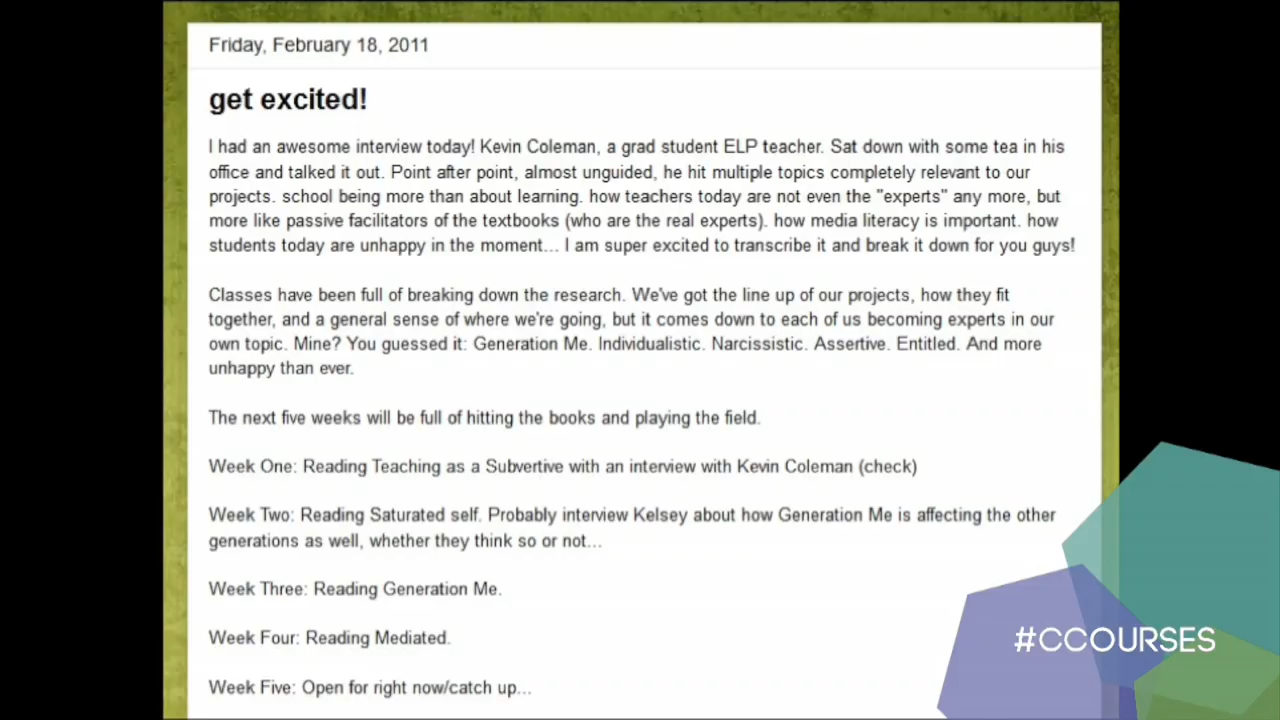 Friday, February 18, 2011
get excited!
I had an awesome interview today! Kevin Coleman, a grad student ELP teacher. Sat down with some tea in his
office and talked it out. Point after point, almost unguided, he hit multiple topics completely relevant to our
projects. school being more than about learning. how teachers today are not even the "experts" any more, but
more like passive facilitators of the textbooks (who are the real experts). how media literacy is important. how
students today are unhappy in the moment... I am super excited to transcribe it and break it down for you guys!
Classes have been full of breaking down the research. We've got the line up of our projects, how they fit
together, and a general sense of where we're going, but it comes down to each of us becoming experts in our
own topic. Mine? You guessed it: Generation Me. Individualistic. Narcissistic. Assertive. Entitled. And more
unhappy than ever.
The next five weeks will be full of hitting the books and playing the field.
Week One: Reading Teaching as a Subvertive with an interview with Kevin Coleman (check)
Week Two: Reading Saturated self. Probably interview Kelsey about how Generation Me is affecting the other
generations as well, whether they think so or not...
Week Three: Reading Generation Me.
Week Four: Reading Mediated.
Week Five: Open for right now/catch up...
#CCOURSES